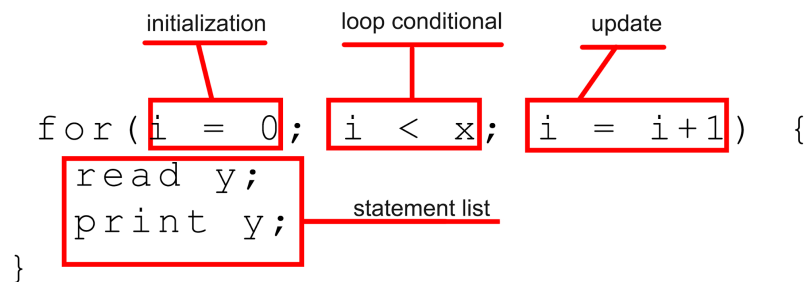 initialization loop conditional update
for(i = 0; i < x; i = i+1) {
read y;
print y;
statement list
}